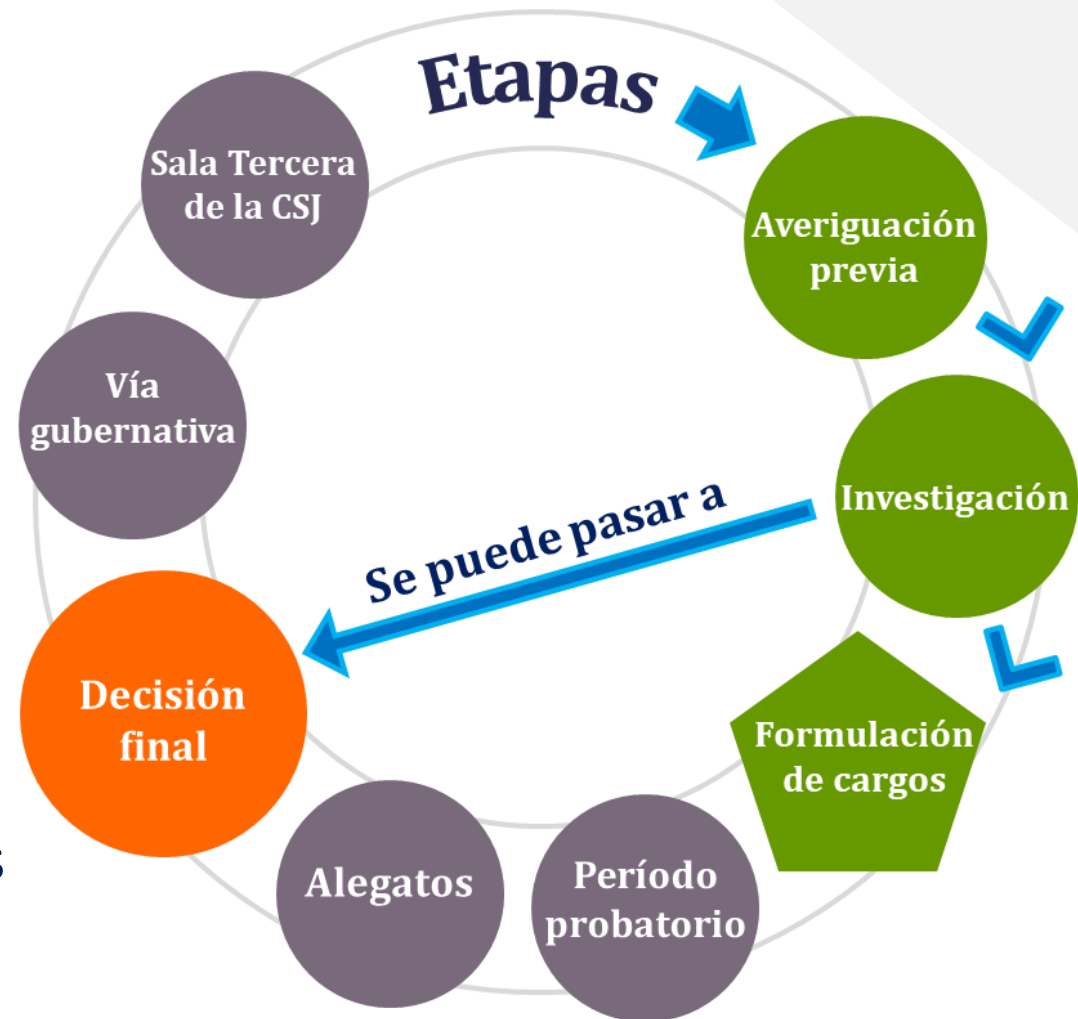 Etapas
Averiguación
previa
Investigación
Formulación
de cargos
Período
probatorio
Alegatos
Decisión
final
Vía
gubernativa
Sala Tercera
de la CSJ
Se puede pasar a
s